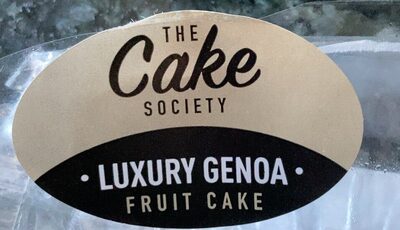 THE
Cake
SOCIETY
• LUXURY GENOA •
FRUIT CAKE